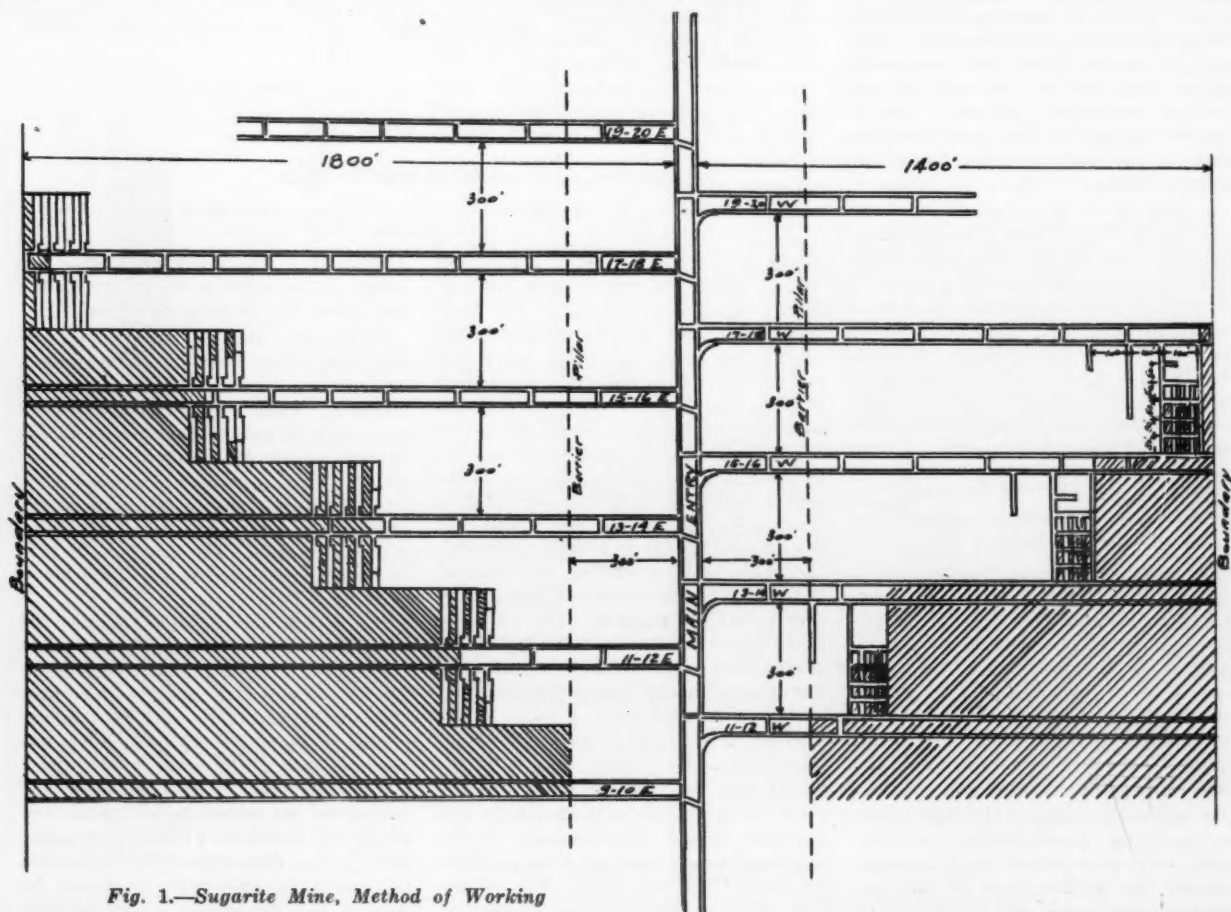 19-20 E
1800'
1400'
300'
19-20 W
300'
17-18 E
300'
Pillar
Pillar
17-18 W
300'
Barrier
Barrier
15-16 E
300'
15-16 W
MAIN ENTRY
13-14 E
300'
300'
300'
13-14 W
Boundary
Boundary
11-12 E
300'
11-12 W
9-10 E
Fig. 1.—Sugarite Mine, Method of Working